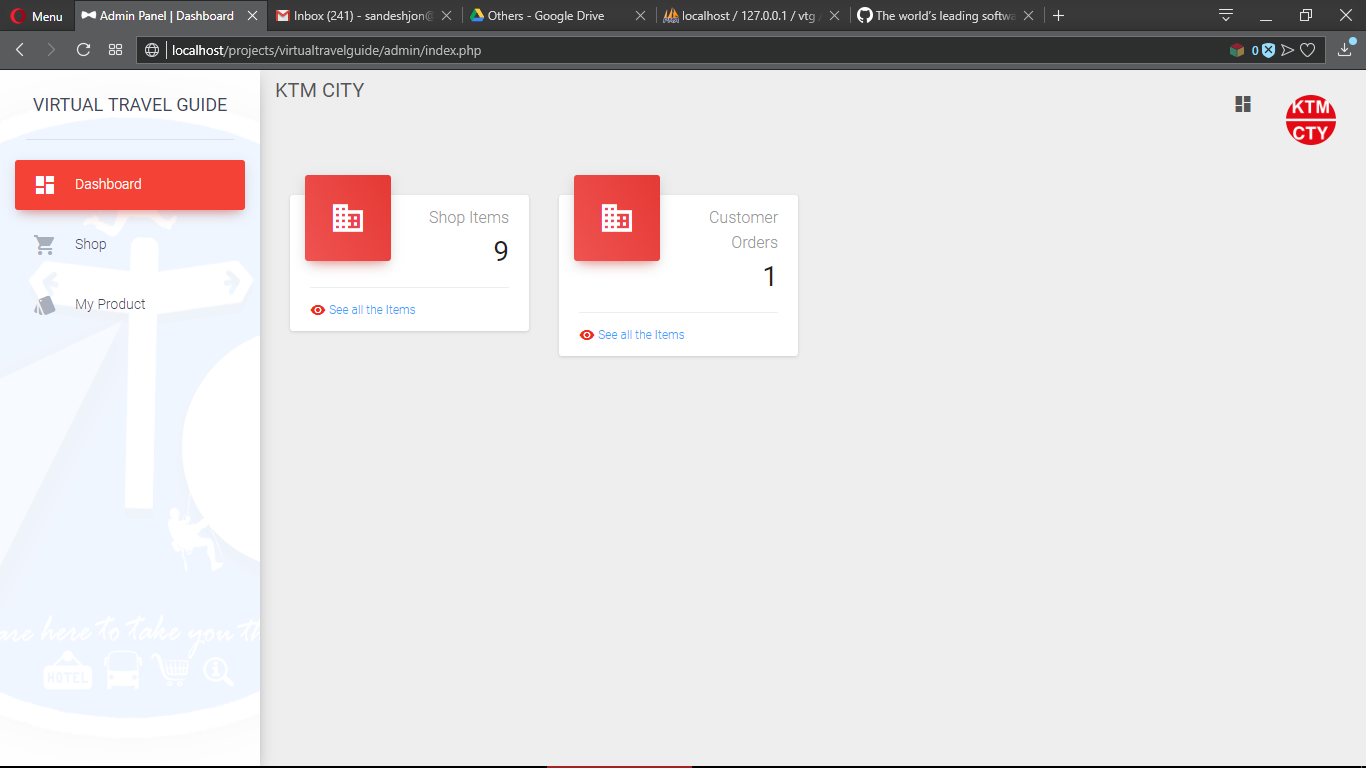 Menu
Admin Panel | Dashboard
Inbox (241) - sandeshjon@
Others - Google Drive
localhost / 127.0.0.1 / vtg /
The world's leading softwa
localhost/projects/virtualtravelguide/admin/index.php
0
VIRTUAL TRAVEL GUIDE
Dashboard
Shop
My Product
are here to take you th
HOTEL
KTM CITY
KTM
CTY
Shop Items
9
See all the Items
Customer
Orders
1
See all the Items